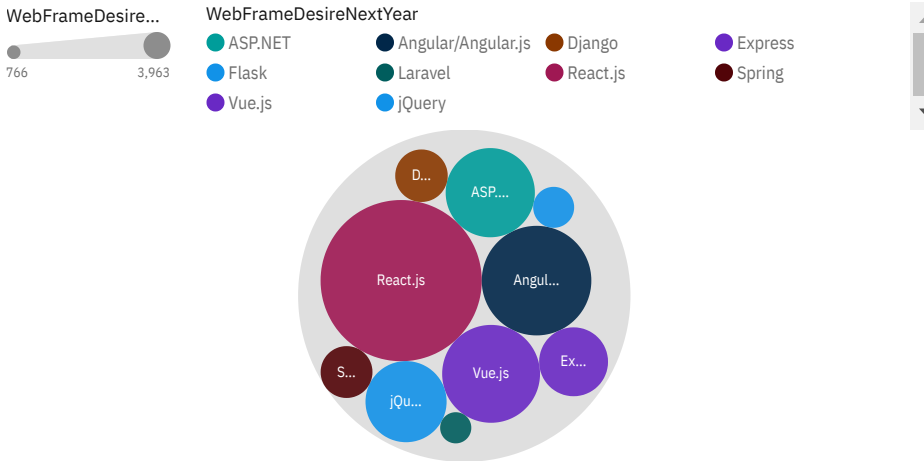 WebFrameDesire...
766 3,963
WebFrameDesireNextYear
ASP.NET Angular/Angular.js Django Express
Flask Laravel React.js Spring
Vue.js jQuery
D...
ASP....
React.js
Angul...
Ex...
S...
Vue.js
jQu...